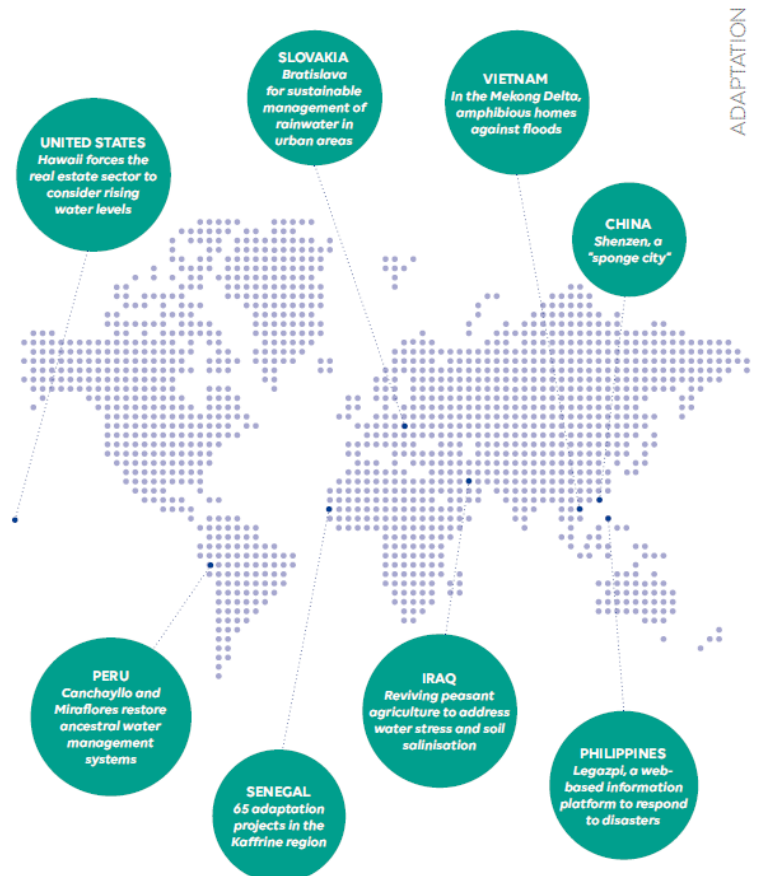 ADAPTATION
SLOVAKIA
Bratislava
for sustainable
management of
rainwater in
urban areas
VIETNAM
In the Mekong Delta,
amphibious homes
against floods
UNITED STATES
Hawaii forces the
real estate sector to
consider rising
water levels
CHINA
Shenzen, a
"sponge city"
PERU
Canchayllo and
Miraflores restore
ancestral water
management
systems
IRAQ
Reviving peasant
agriculture to address
water stress and soil
salinisation
SENEGAL
65 adaptation
projects in the
Kaffrine region
PHILIPPINES
Legazpi, a web-
based information
platform to respond
to disasters